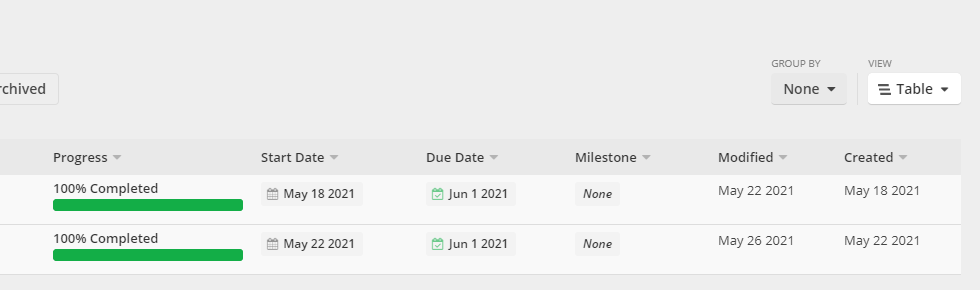 GROUP BY VIEW
rchived None Table
Progress Start Date Due Date Milestone Modified Created
100% Completed May 18 2021 Jun 1 2021 None May 22 2021 May 18 2021
100% Completed May 22 2021 Jun 1 2021 None May 26 2021 May 22 2021